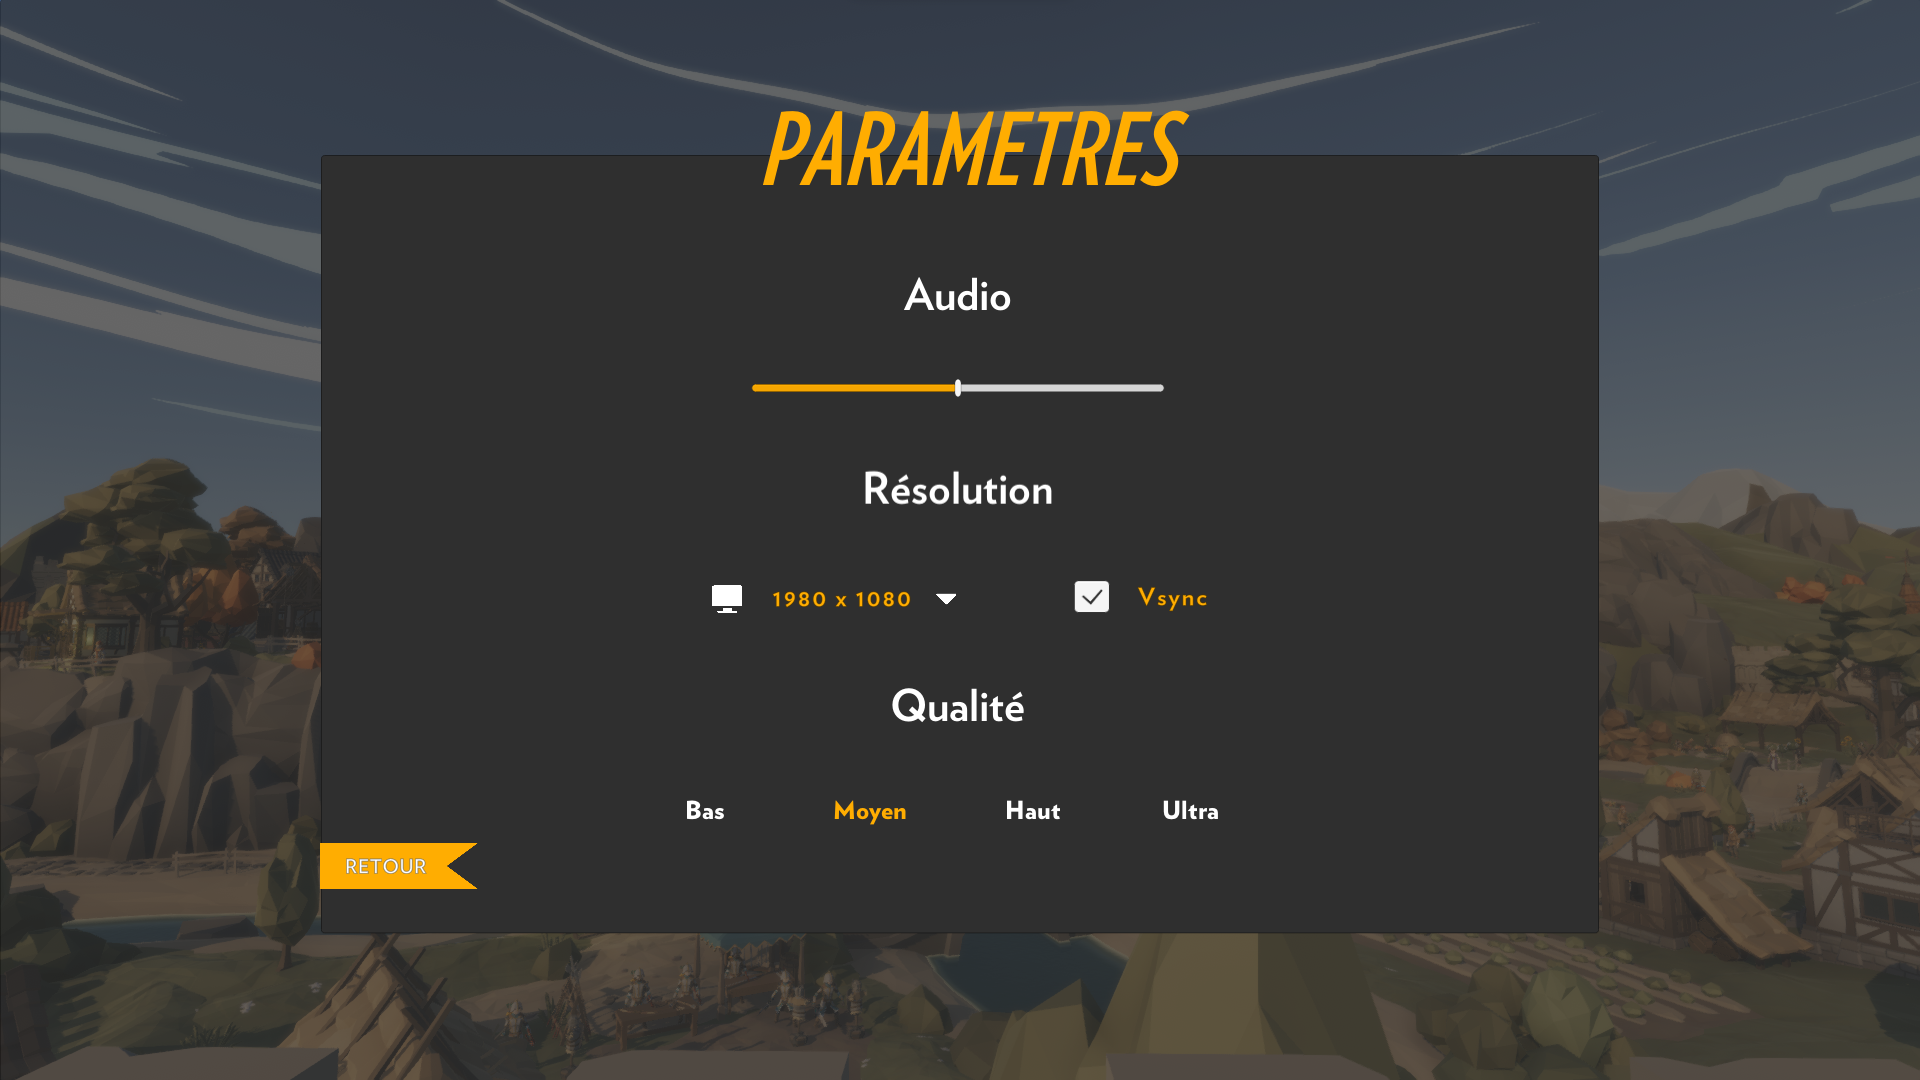 PARAMETRES
Audio
Résolution
1980 x 1080 Vsync
Qualité
Bas Moyen Haut Ultra
RETOUR